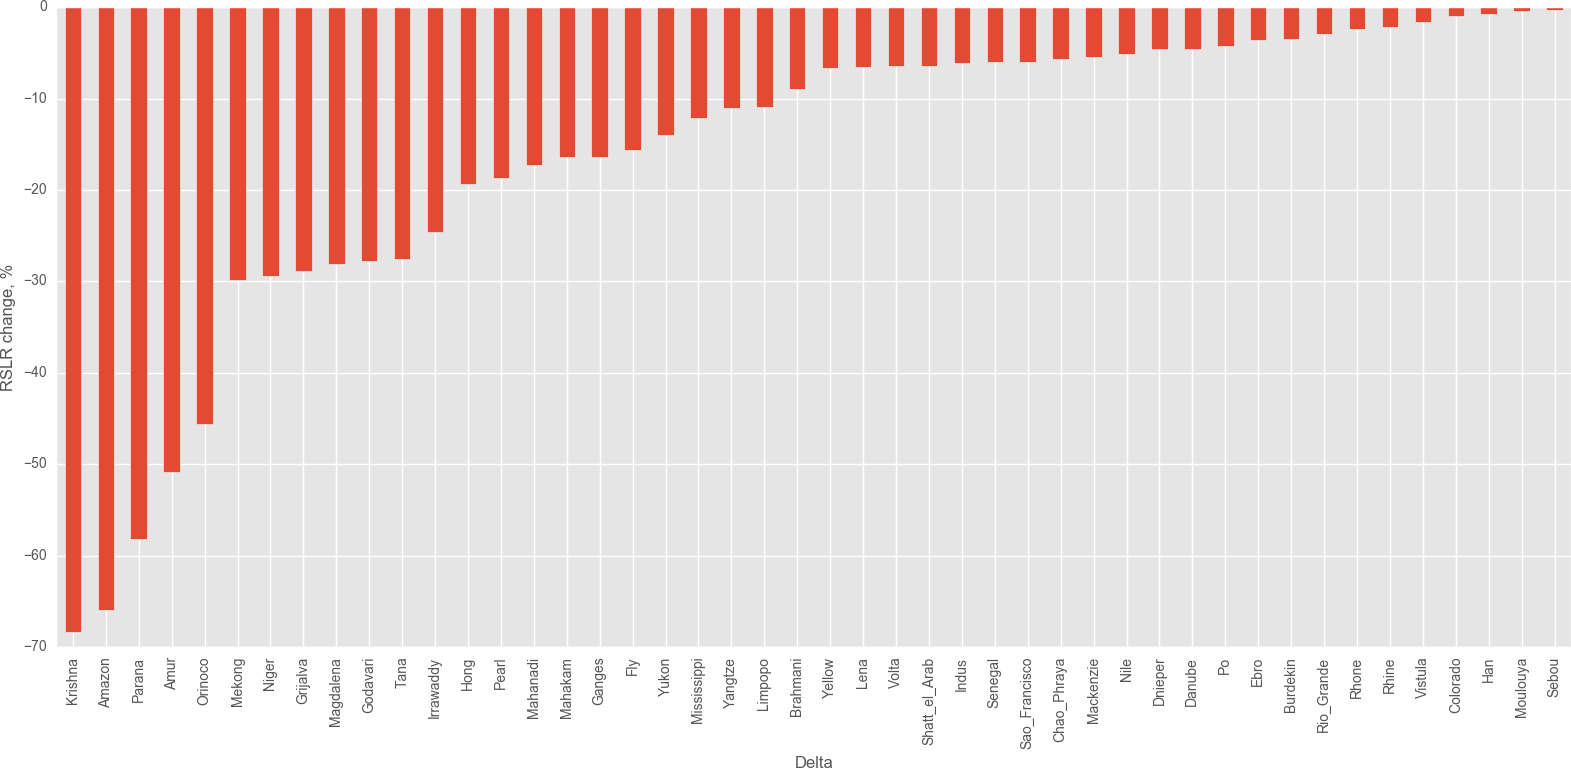 0
−10
−20
−30
−40
−50
−60
−70
RSLR change, %
Krishna
Amazon
Parana
Amur
Orinoco
Mekong
Niger
Grijalva
Magdalena
Godavari
Tana
Irrawaddy
Hong
Pearl
Mahanadi
Mahakam
Ganges
Fly
Yukon
Mississippi
Yangtze
Limpopo
Brahmani
Yellow
Lena
Volta
Shatt_el_Arab
Indus
Senegal
Sao_Francisco
Chao_Phraya
Mackenzie
Nile
Dnieper
Danube
Po
Ebro
Burdekin
Rio_Grande
Rhone
Rhine
Vistula
Colorado
Han
Moulouya
Sebou
Delta